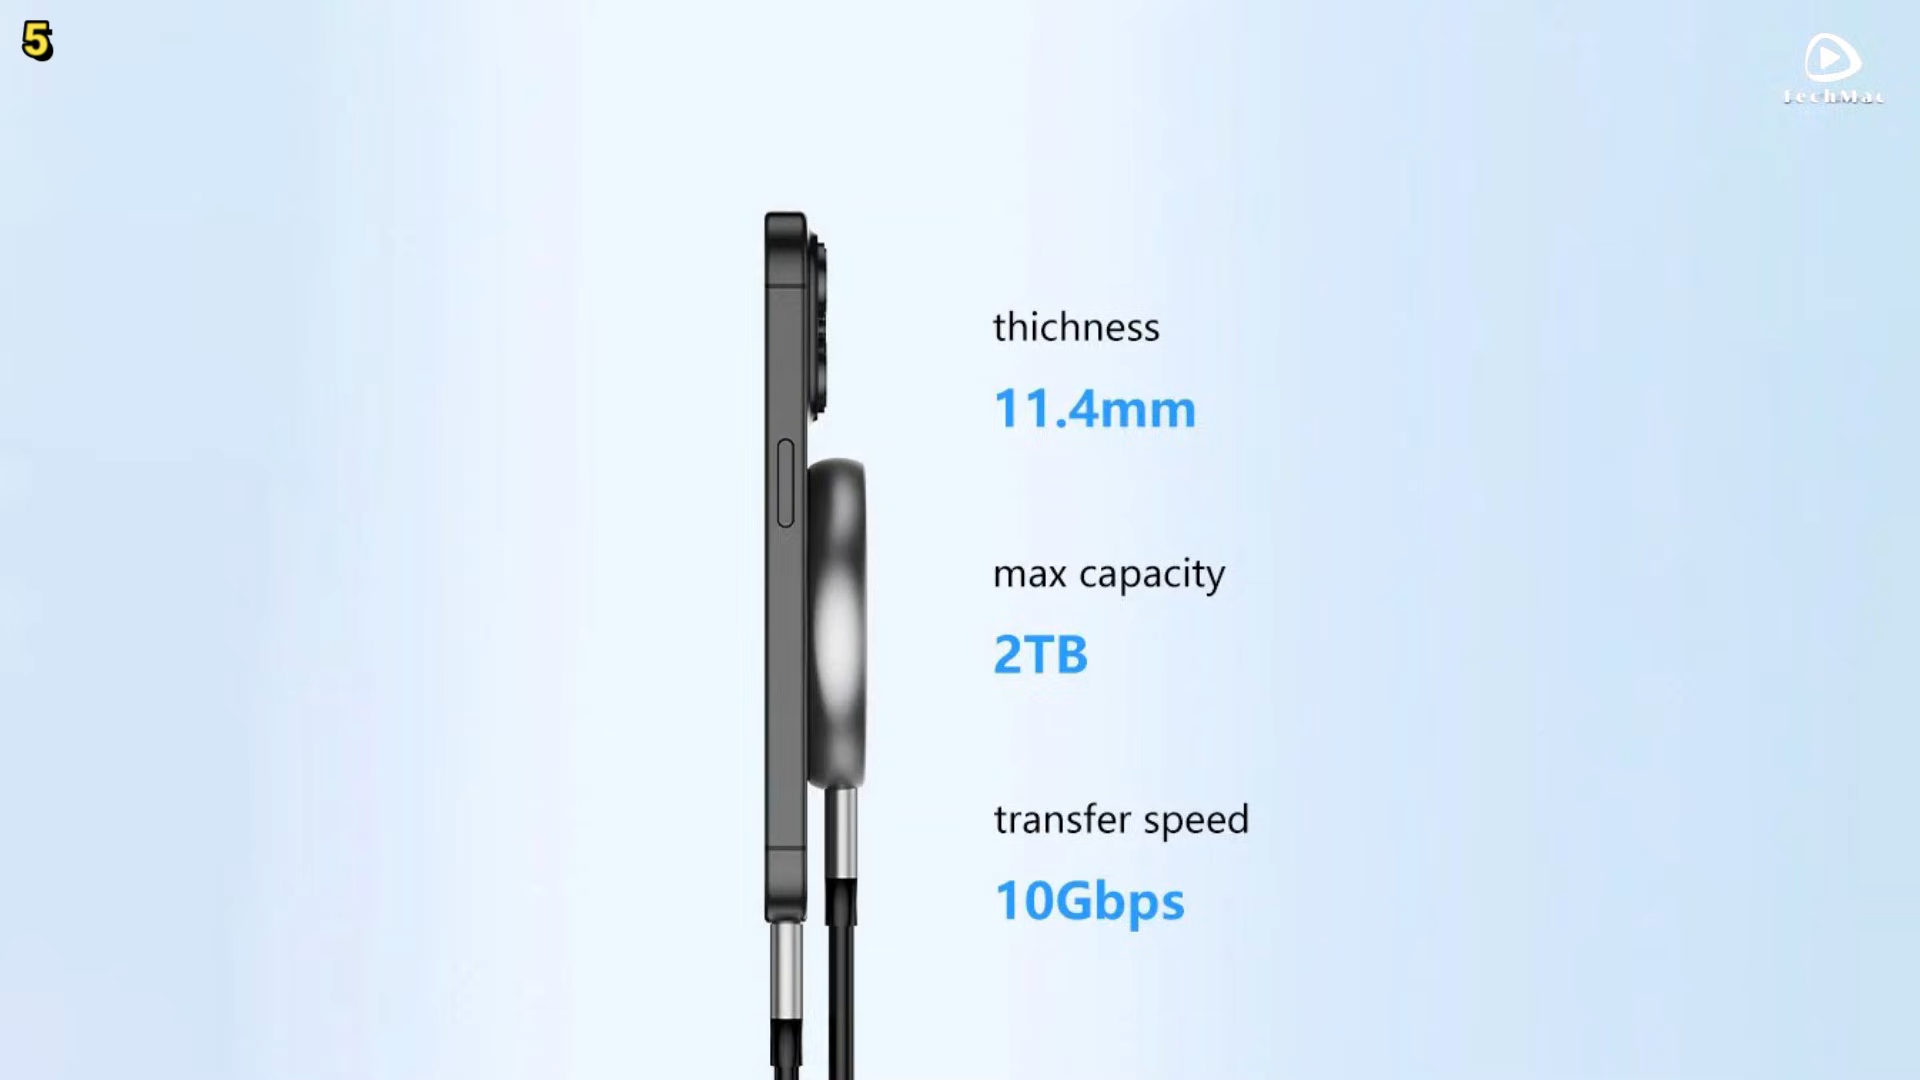 5
TechMac
thichness
11.4mm
max capacity
2TB
transfer speed
10Gbps